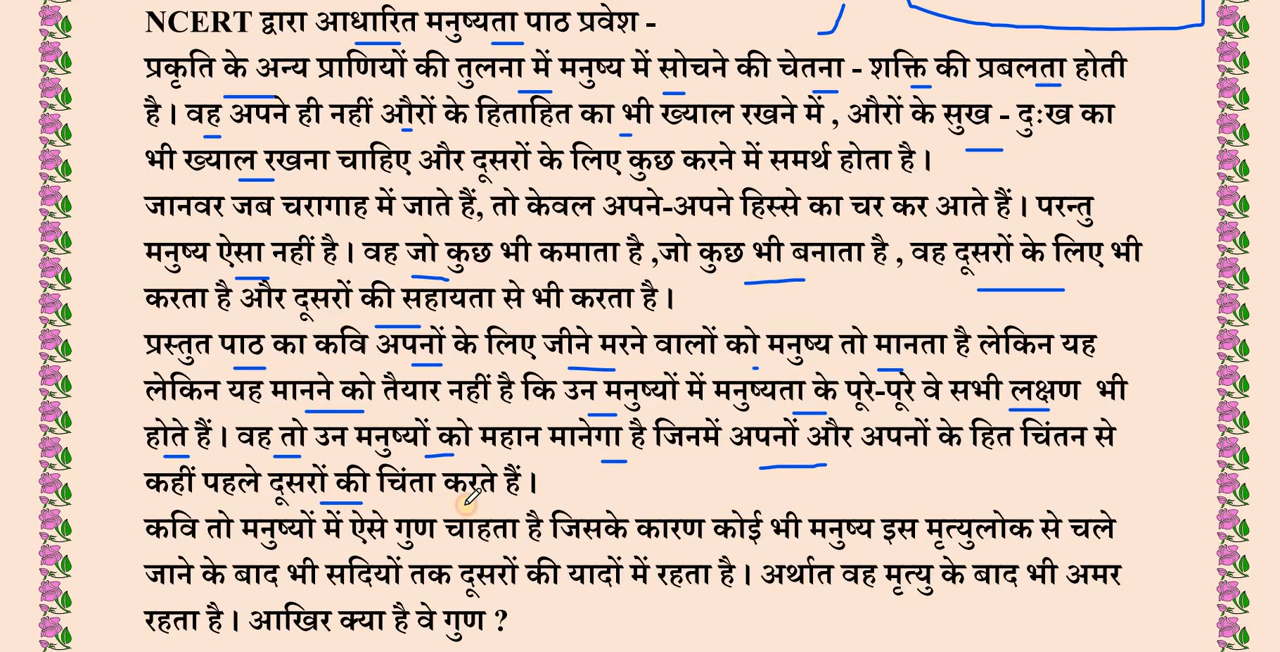 NCERT द्वारा आधारित मनुष्यता पाठ प्रवेश -
प्रकृति के अन्य प्राणियों की तुलना में मनुष्य में सोचने की चेतना - शक्ति की प्रबलता होती
है। वह अपने ही नहीं औरों के हिताहित का भी ख्याल रखने में , औरों के सुख - दुःख का
भी ख्याल रखना चाहिए और दूसरों के लिए कुछ करने में समर्थ होता है।
जानवर जब चरागाह में जाते हैं, तो केवल अपने-अपने हिस्से का चर कर आते हैं। परन्तु
मनुष्य ऐसा नहीं है। वह जो कुछ भी कमाता है ,जो कुछ भी बनाता है , वह दूसरों के लिए भी
करता है और दूसरों की सहायता से भी करता है।
प्रस्तुत पाठ का कवि अपनों के लिए जीने मरने वालों को मनुष्य तो मानता है लेकिन यह
लेकिन यह मानने को तैयार नहीं है कि उन मनुष्यों में मनुष्यता के पूरे-पूरे वे सभी लक्षण भी
होते हैं। वह तो उन मनुष्यों को महान मानेगा है जिनमें अपनों और अपनों के हित चिंतन से
कहीं पहले दूसरों की चिंता करते हैं।
कवि तो मनुष्यों में ऐसे गुण चाहता है जिसके कारण कोई भी मनुष्य इस मृत्युलोक से चले
जाने के बाद भी सदियों तक दूसरों की यादों में रहता है। अर्थात वह मृत्यु के बाद भी अमर
रहता है। आखिर क्या है वे गुण ?